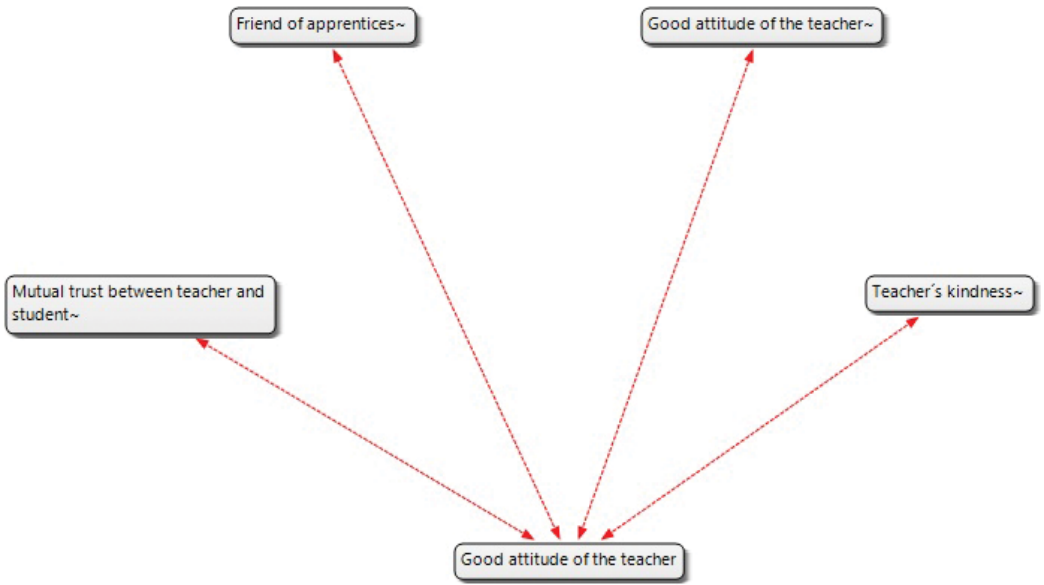 Friend of apprentices~
Good attitude of the teacher~
Mutual trust between teacher and
student~
Teacher´s kindness~
Good attitude of the teacher